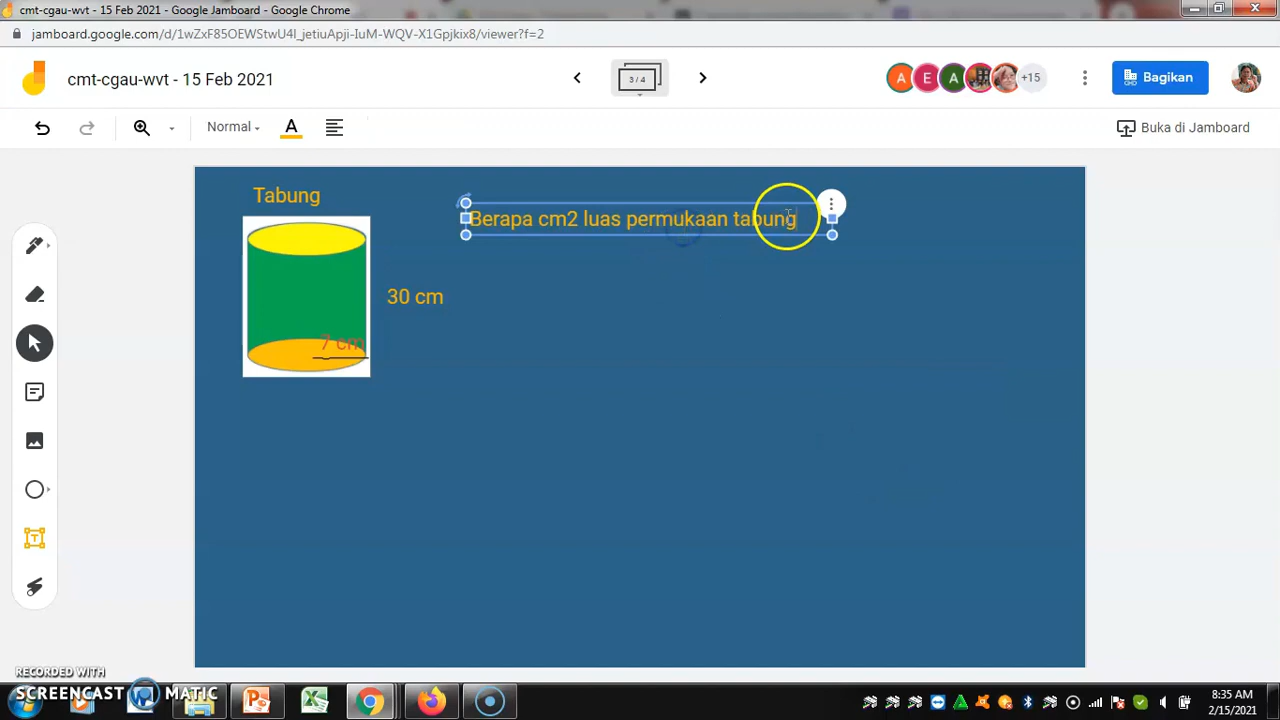 cmt-cgau-wvt - 15 Feb 2021 - Google Jamboard - Google Chrome
jamboard.google.com/d/1wZxF85OEWStwU4l_jetiuApji-IuM-WQV-X1Gpjkix8/viewer?f=2
cmt-cgau-wvt - 15 Feb 2021
3 / 4
A E A +15
Bagikan
Normal
A
Buka di Jamboard
Tabung
Berapa cm2 luas permukaan tabung
30 cm
7 cm
RECORDED WITH
SCREENCAST MATIC
8:35 AM
2/15/2021